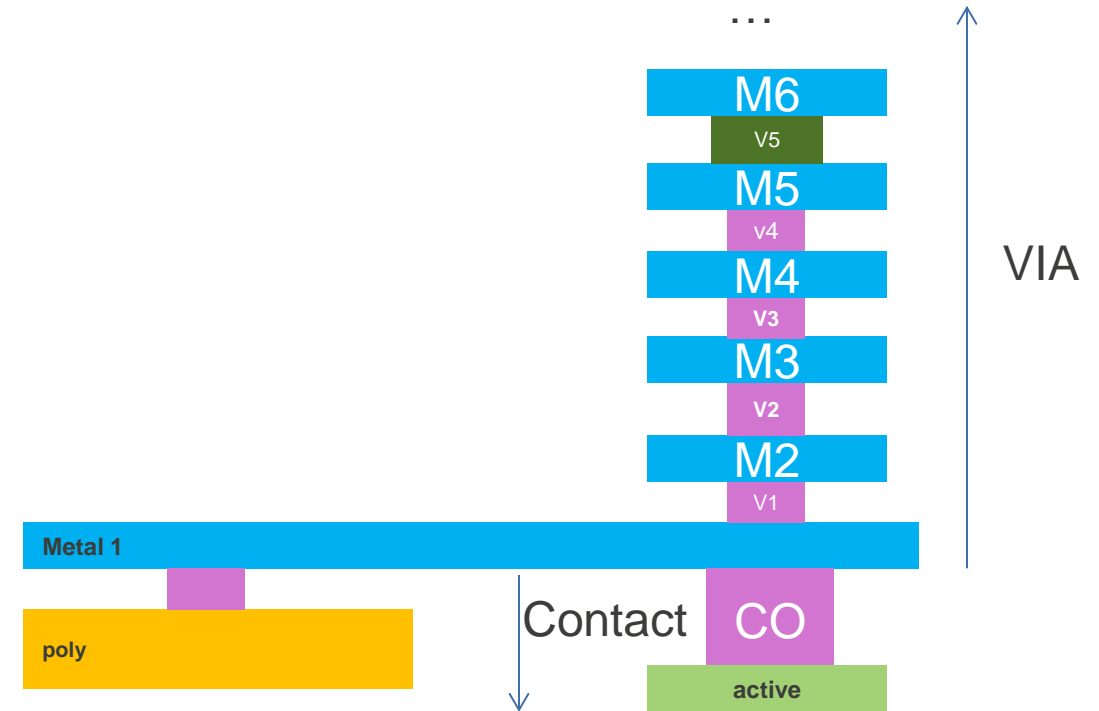 ...
M6
V5
M5
v4
M4
VIA
V3
M3
V2
M2
V1
Metal 1
Contact
CO
poly
active